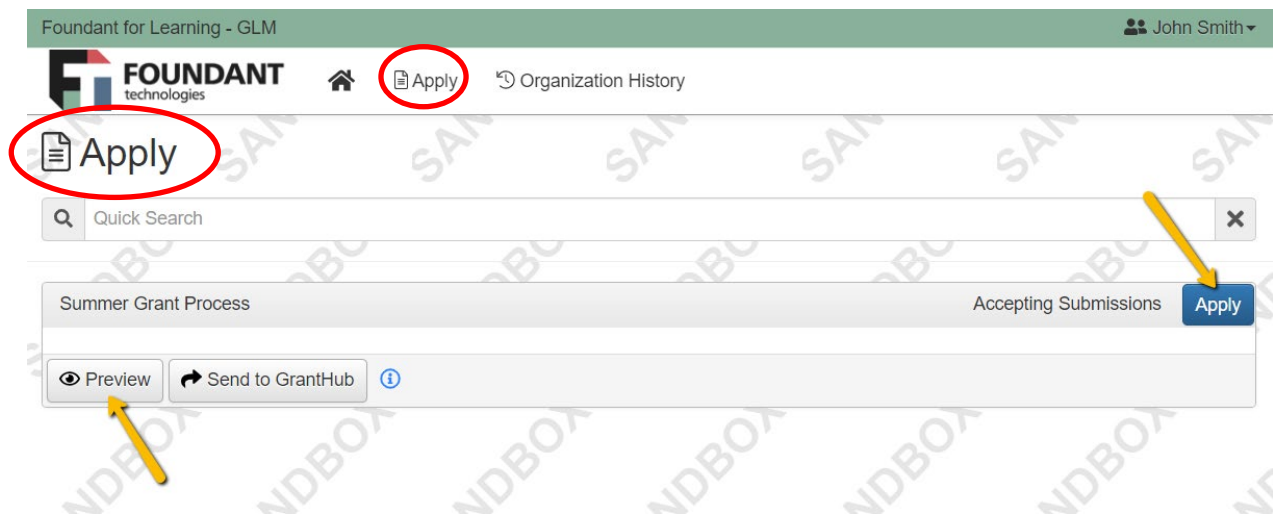 Foundant for Learning - GLM John Smith
FOUNDANT
technologies
Apply Organization History
Apply
Quick Search
Summer Grant Process Accepting Submissions Apply
Preview Send to GrantHub
SANDBOX